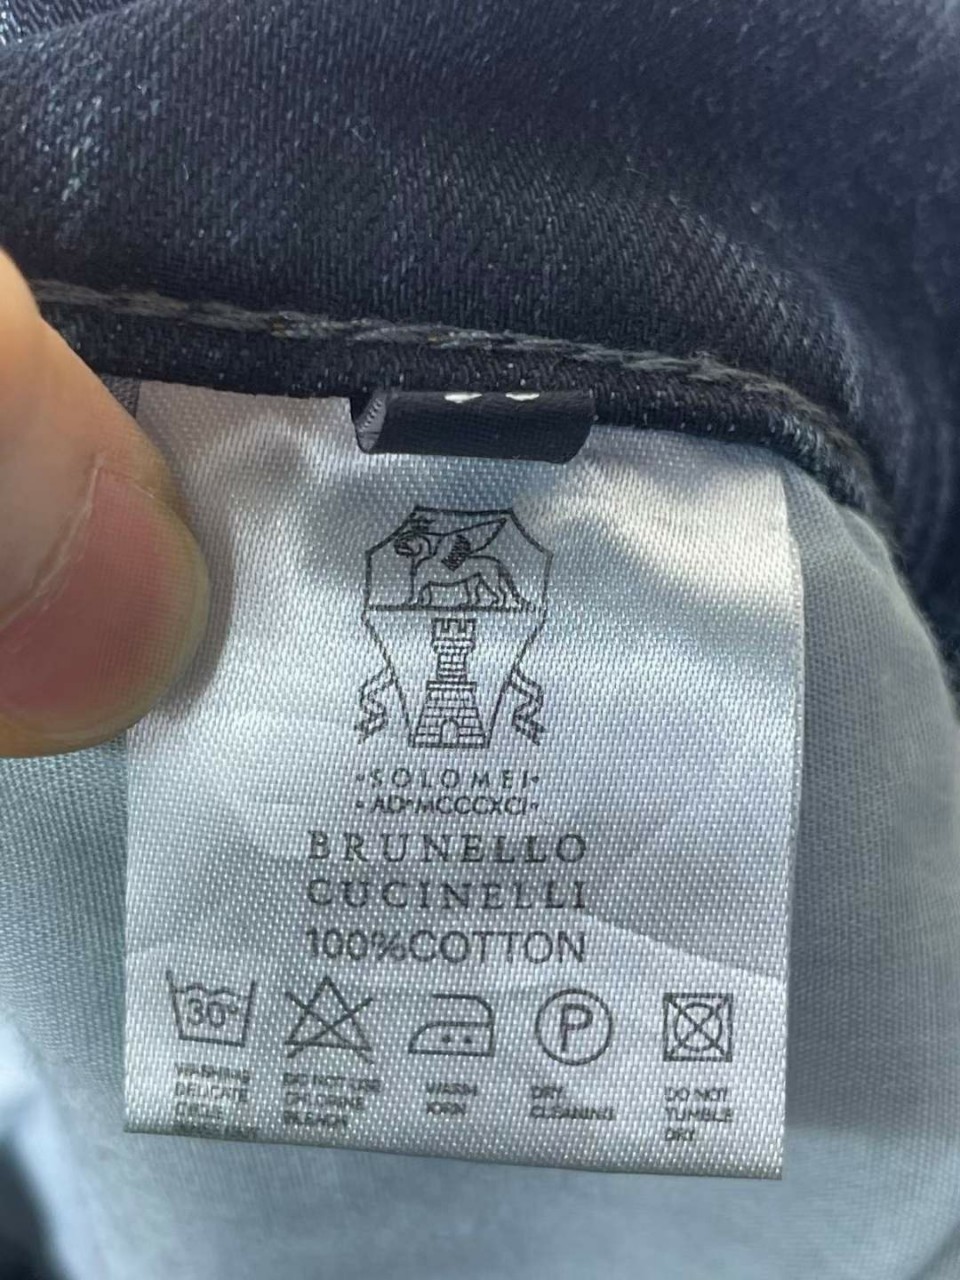 ·SOLOMEI·
·AD·MCCCXCI·
BRUNELLO
CUCINELLI
100%COTTON
30°
P
WASHING
DELICATE
CYCLE
DO NOT USE
CHLORINE
BLEACH
WARM
IRON
DRY
CLEANING
DO NOT
TUMBLE
DRY